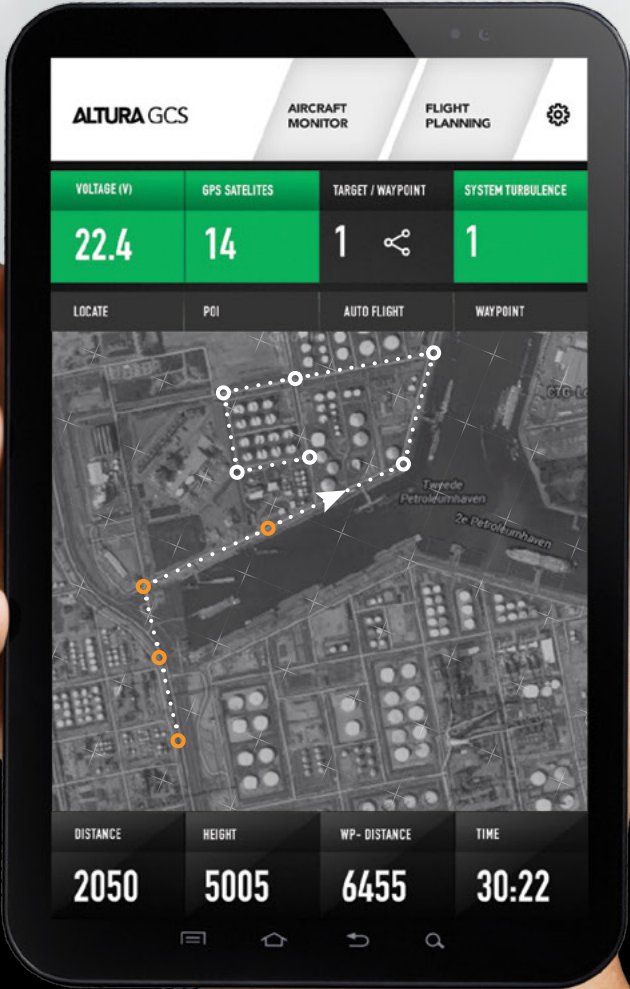 ALTURA GCS
AIRCRAFT
MONITOR
FLIGHT
PLANNING
VOLTAGE (V)
GPS SATELITES
TARGET / WAYPOINT
SYSTEM TURBULENCE
22.4
14
1
1
LOCATE
POI
AUTO FLIGHT
WAYPOINT
Tweede
Petroleumhaven
2e Petroleumhaven
DISTANCE
HEIGHT
WP- DISTANCE
TIME
2050
5005
6455
30:22